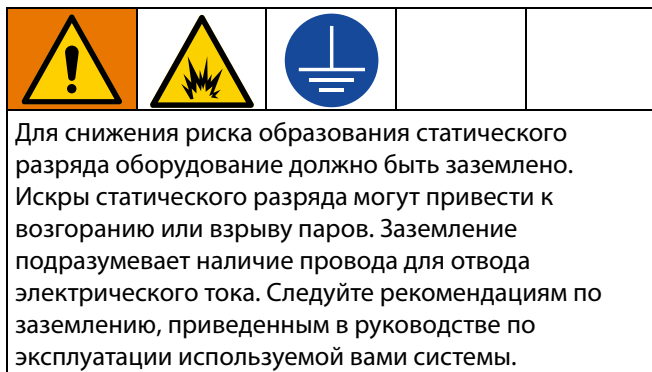 Для снижения риска образования статического
разряда оборудование должно быть заземлено.
Искры статического разряда могут привести к
возгоранию или взрыву паров. Заземление
подразумевает наличие провода для отвода
электрического тока. Следуйте рекомендациям по
заземлению, приведенным в руководстве по
эксплуатации используемой вами системы.